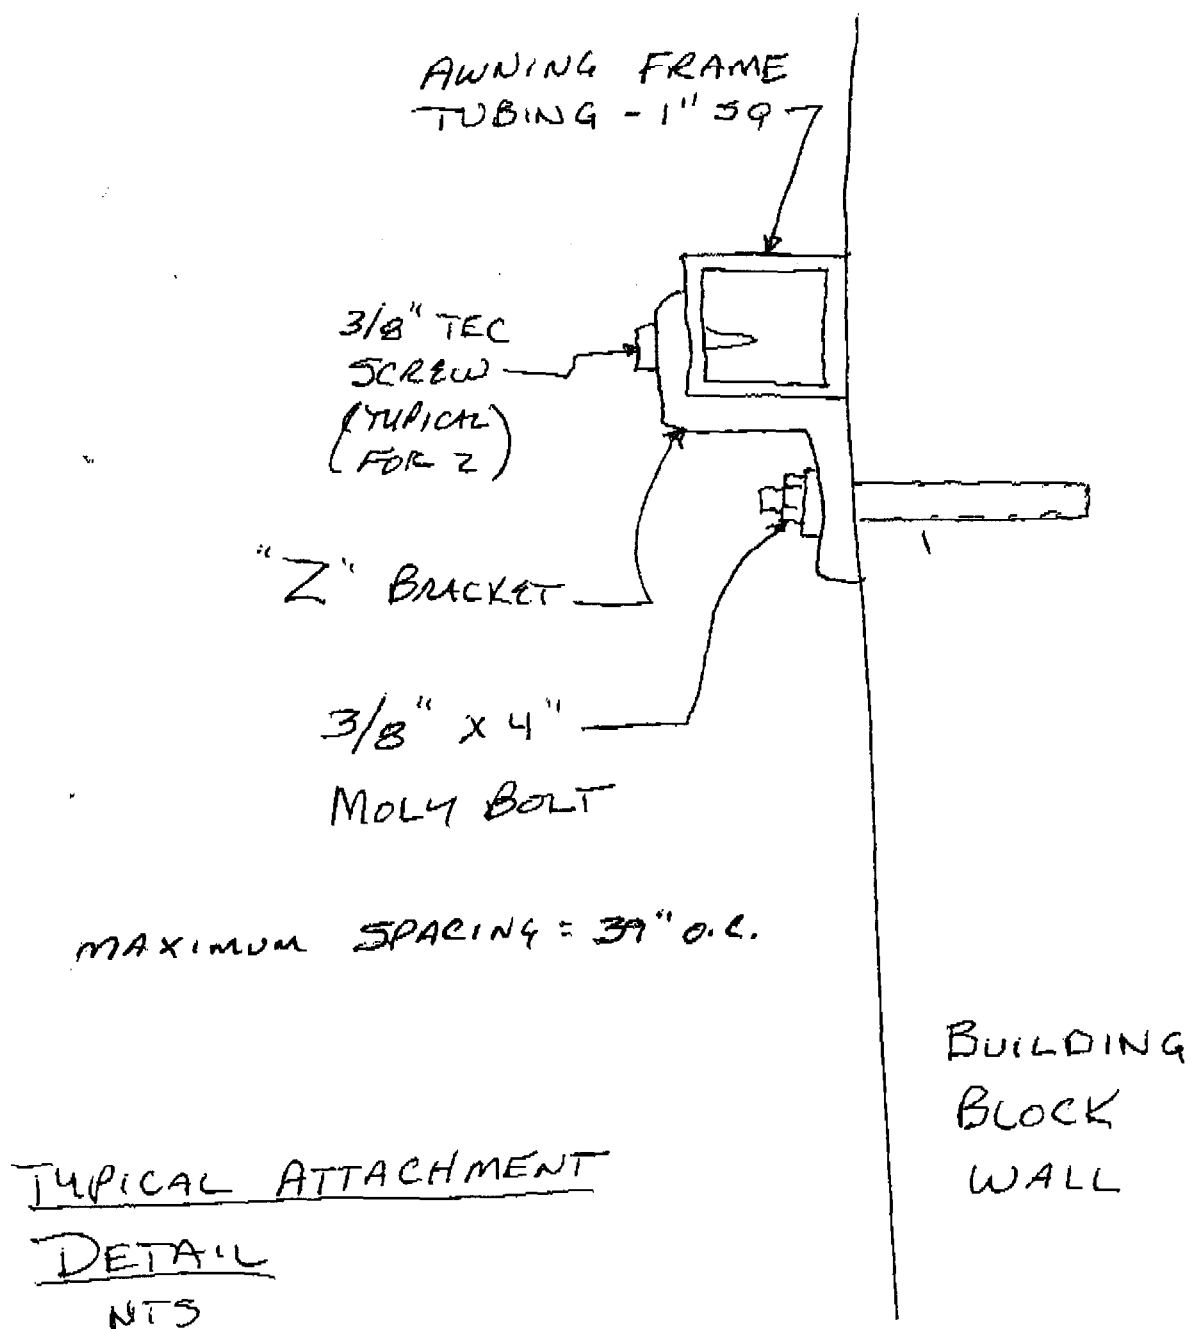 AWNING FRAME
TUBING - 1" SQ
3/8" TEC
SCREW
(TYPICAL
FOR 2)
"Z" BRACKET
3/8" X 4"
MOLY BOLT
MAXIMUM SPACING = 39" O.C.
BUILDING
BLOCK
WALL
TYPICAL ATTACHMENT
DETAIL
NTS